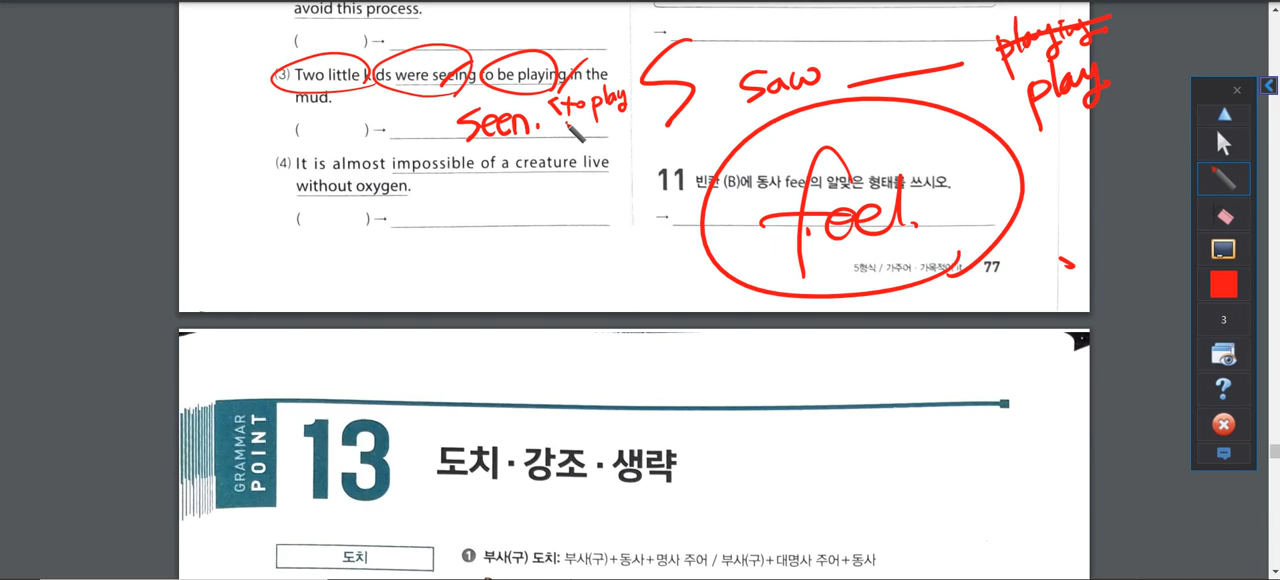 avoid this process.
( ) →
(3) Two little kids were seeing to be playing in the
mud.
seen. to play
( ) →
(4) It is almost impossible of a creature live
without oxygen.
( ) →
→
saw
playing
play
11 빈칸 (B)에 동사 feel의 알맞은 형태를 쓰시오.
→
feel.
5형식 / 가주어 · 가목적어 it 77
3
GRAMMAR
POINT
13
도치 · 강조 · 생략
도치
❶ 부사(구) 도치: 부사(구)+동사+명사 주어 / 부사(구)+대명사 주어+동사